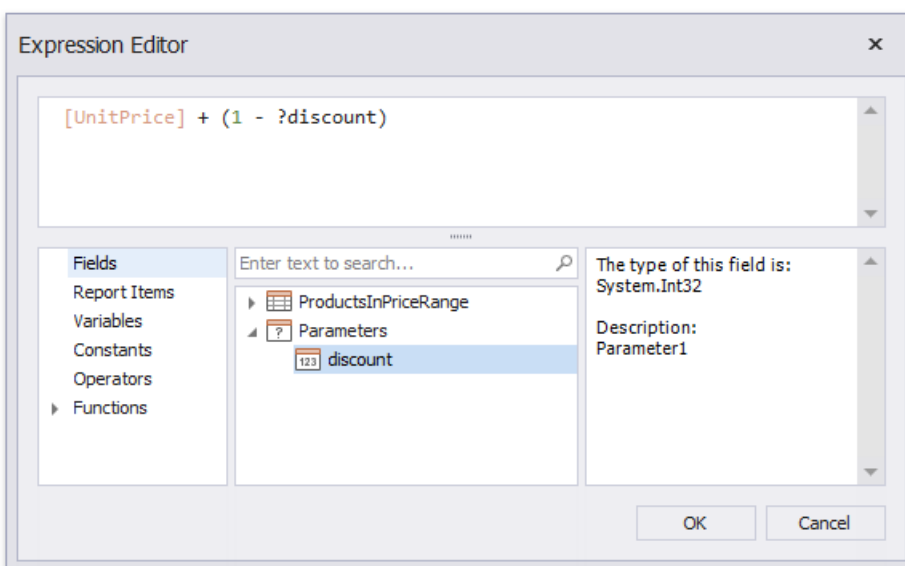 Expression Editor
[UnitPrice] + (1 - ?discount)
Fields
Report Items
Variables
Constants
Operators
Functions
Enter text to search...
ProductsInPriceRange
? Parameters
123 discount
The type of this field is:
System.Int32
Description:
Parameter1
OK
Cancel